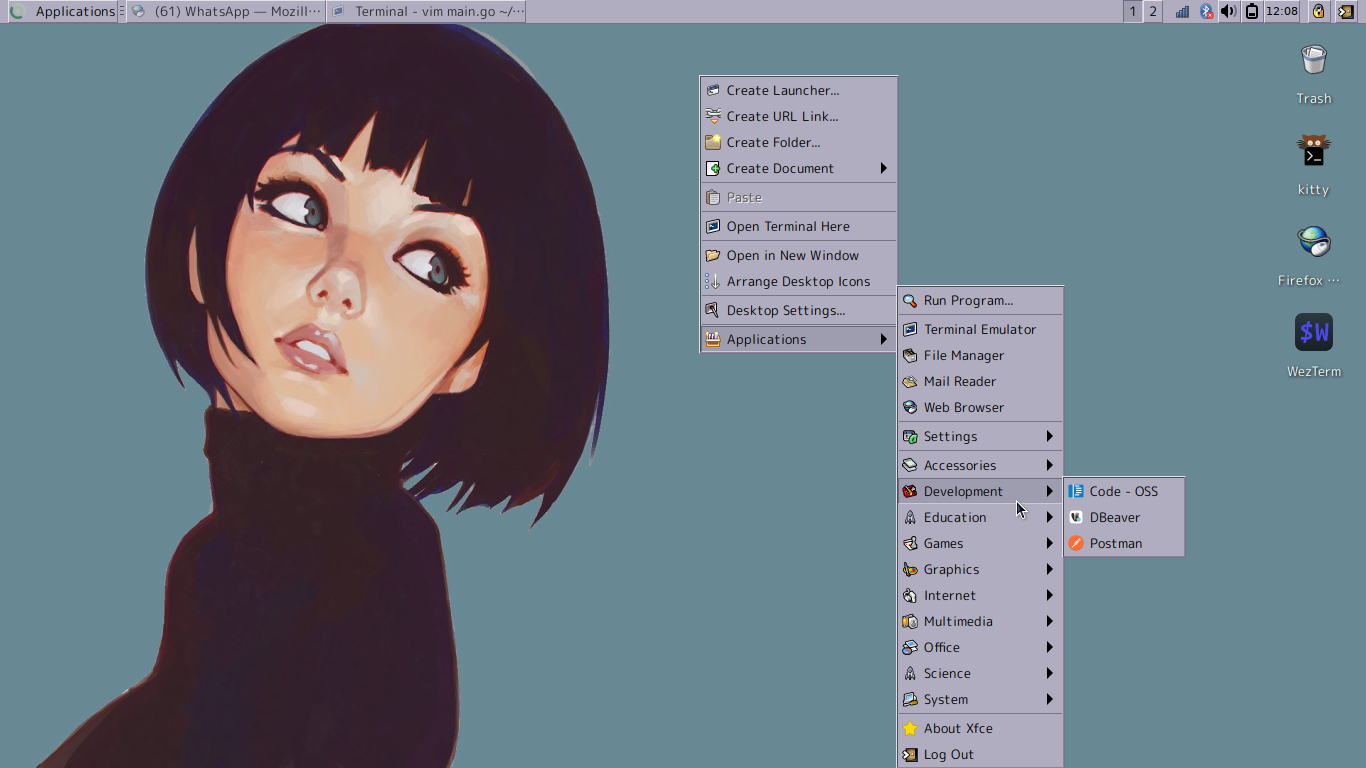 Applications
(61) WhatsApp — Mozill···
Terminal - vim main.go ~/···
1
2
12:08
Trash
kitty
Firefox ···
$W
WezTerm
Create Launcher...
Create URL Link...
Create Folder...
Create Document
Paste
Open Terminal Here
Open in New Window
Arrange Desktop Icons
Desktop Settings...
Applications
Run Program...
Terminal Emulator
File Manager
Mail Reader
Web Browser
Settings
Accessories
Development
Education
Games
Graphics
Internet
Multimedia
Office
Science
System
About Xfce
Log Out
Code - OSS
DBeaver
Postman